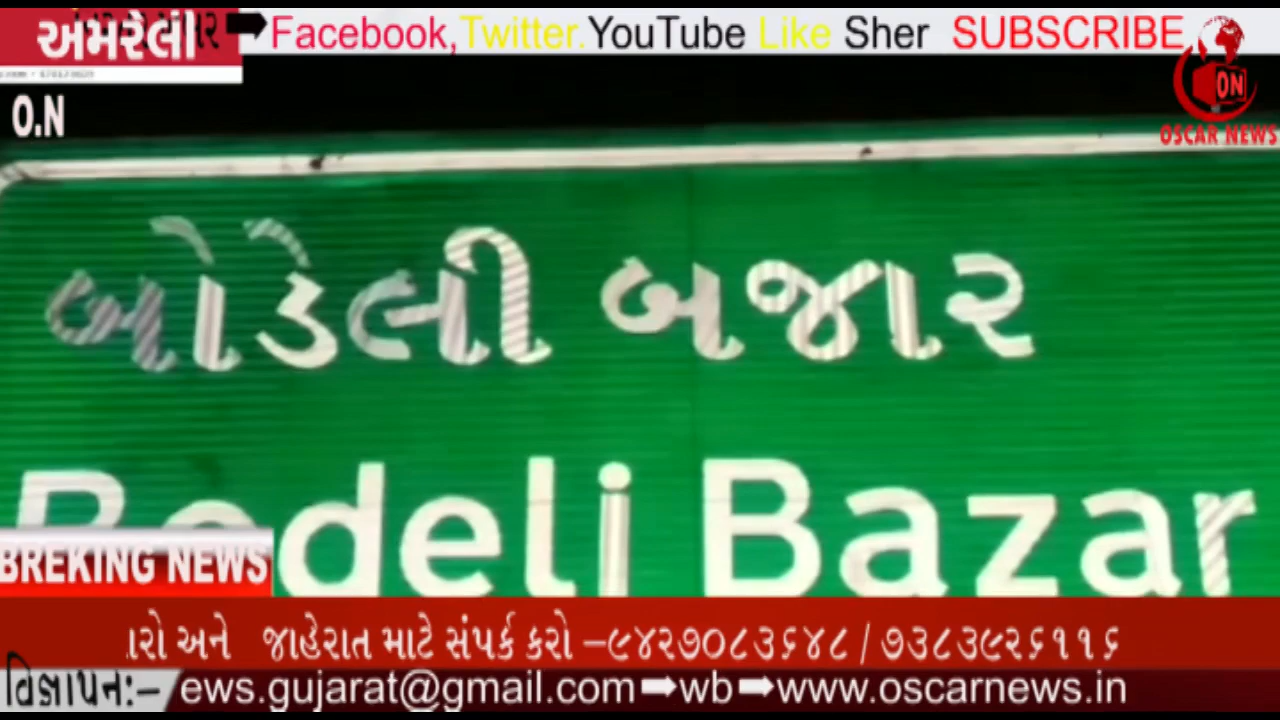 અમરેલી ➡Facebook,Twitter.YouTube Like Sher SUBSCRIBE
ON
O.N
OSCAR NEWS
બોડેલી બજાર
Bodeli Bazar
BREKING NEWS
રો અને જાહેરાત માટે સંપર્ક કરો –૯૪૨૭૦૮૩૬૪૮ / ૭૩૮૩૯૨૬૧૧૬
વિજ્ઞાપન:– ews.gujarat@gmail.com➡wb➡www.oscarnews.in